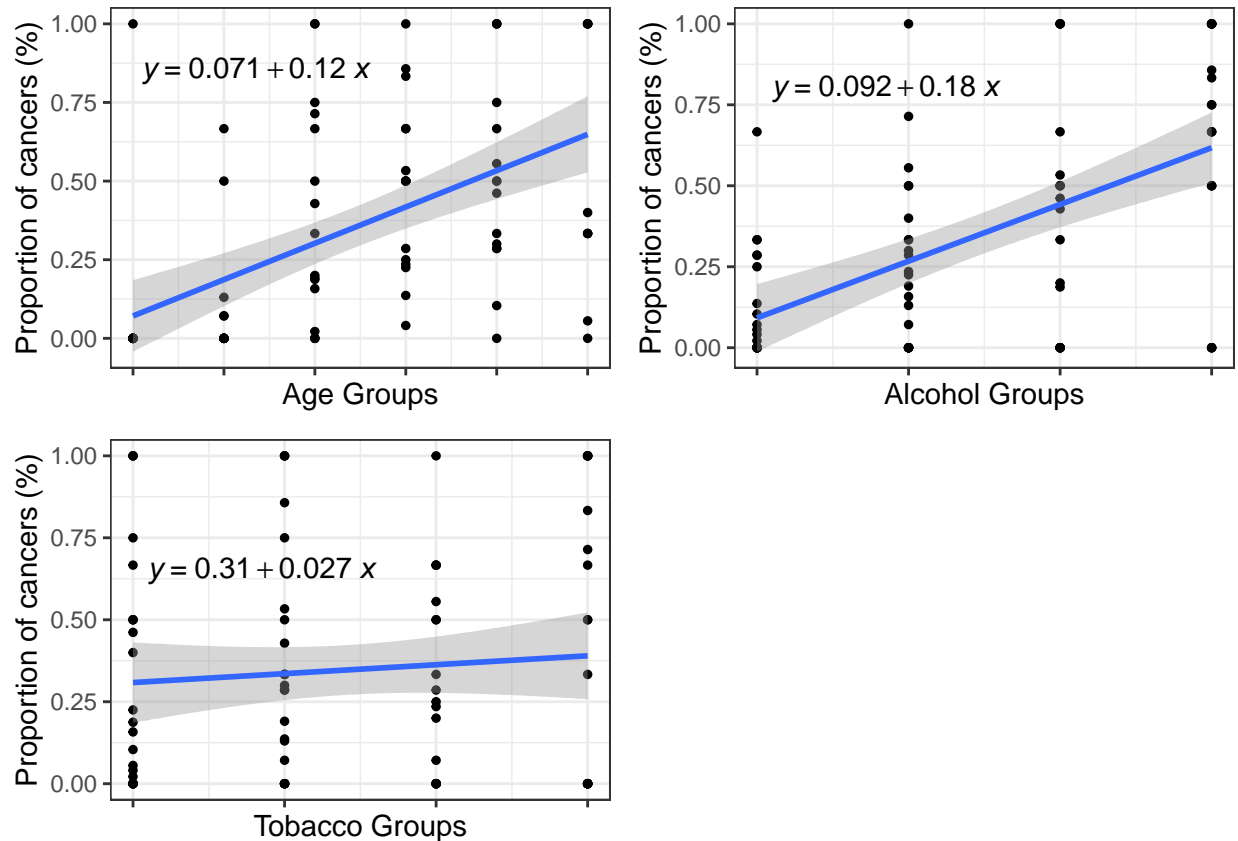 Proportion of cancers (%)
1.00
0.75
0.50
0.25
0.00
y = 0.071 + 0.12 x
Age Groups
Proportion of cancers (%)
1.00
0.75
0.50
0.25
0.00
y = 0.092 + 0.18 x
Alcohol Groups
Proportion of cancers (%)
1.00
0.75
0.50
0.25
0.00
y = 0.31 + 0.027 x
Tobacco Groups